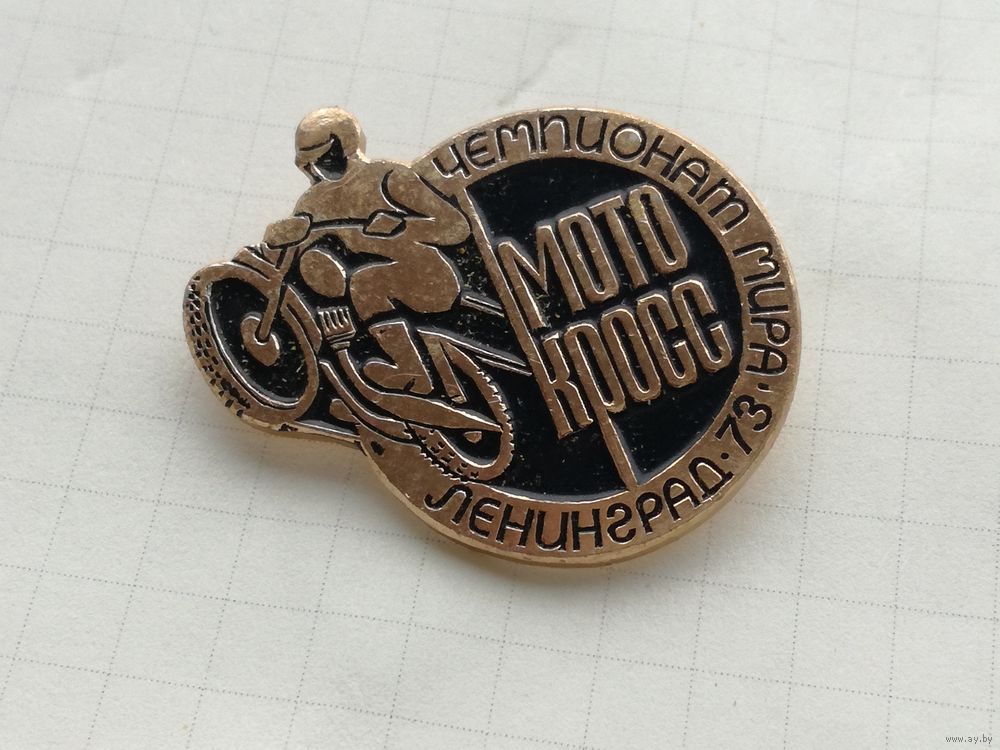 ЧЕМПИОНАТ МИРА · 73 ·
МОТО
КРОСС
ЛЕНИНГРАД
www.ay.by